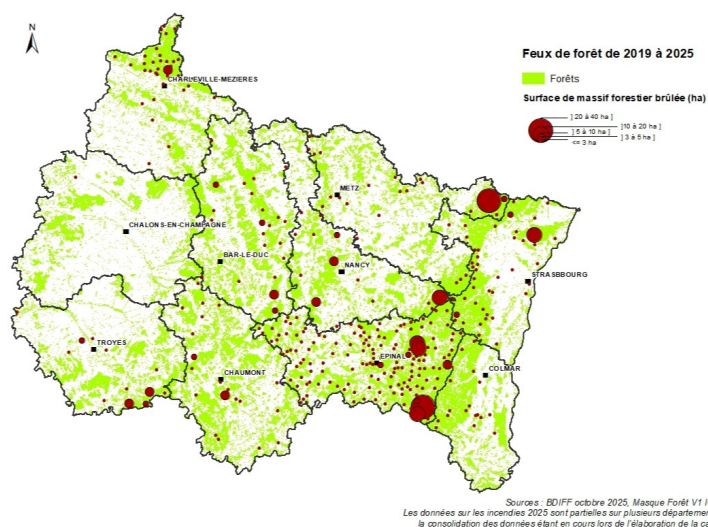 N
CHARLEVILLE-MEZIERES
METZ
CHALONS-EN-CHAMPAGNE
BAR-LE-DUC
NANCY
STRASBBOURG
TROYES
EPINAL
CHAUMONT
COLMAR
Feux de forêt de 2019 à 2025
Forêts
Surface de massif forestier brûlée (ha)
] 20 à 40 ha ]
]10 à 20 ha ]
] 5 à 10 ha ]
] 3 à 5 ha ]
<= 3 ha
Sources : BDIFF octobre 2025, Masque Forêt V1 I
Les données sur les incendies 2025 sont partielles sur plusieurs départemen
la consolidation des données étant en cours lors de l'élaboration de la ca